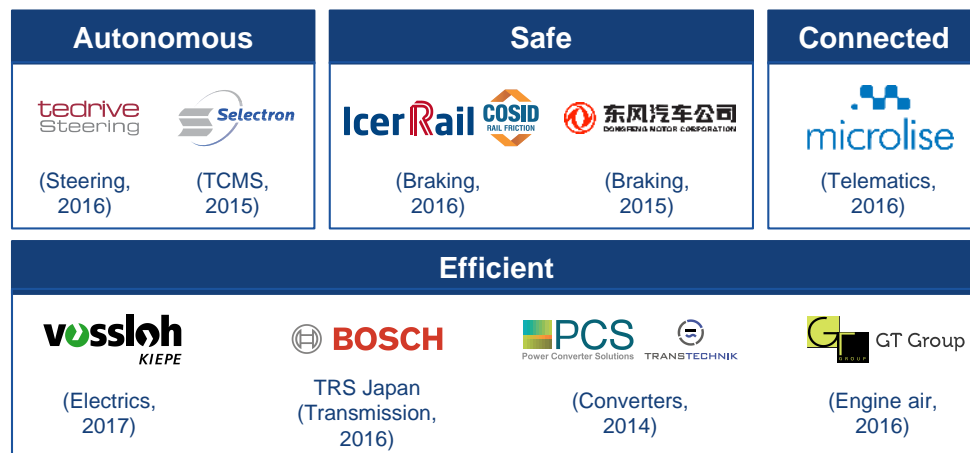 Autonomous
Safe
Connected
tedrive
Steering
Selectron
IcerRail
COSID
RAIL FRICTION
东风汽车公司
DONGFENG MOTOR CORPORATION
microlise
(Steering,
2016)
(TCMS,
2015)
(Braking,
2016)
(Braking,
2015)
(Telematics,
2016)
Efficient
vossloh
KIEPE
BOSCH
PCS
Power Converter Solutions
TRANSTECHNIK
GT
GROUP
GT Group
(Electrics,
2017)
TRS Japan
(Transmission,
2016)
(Converters,
2014)
(Engine air,
2016)